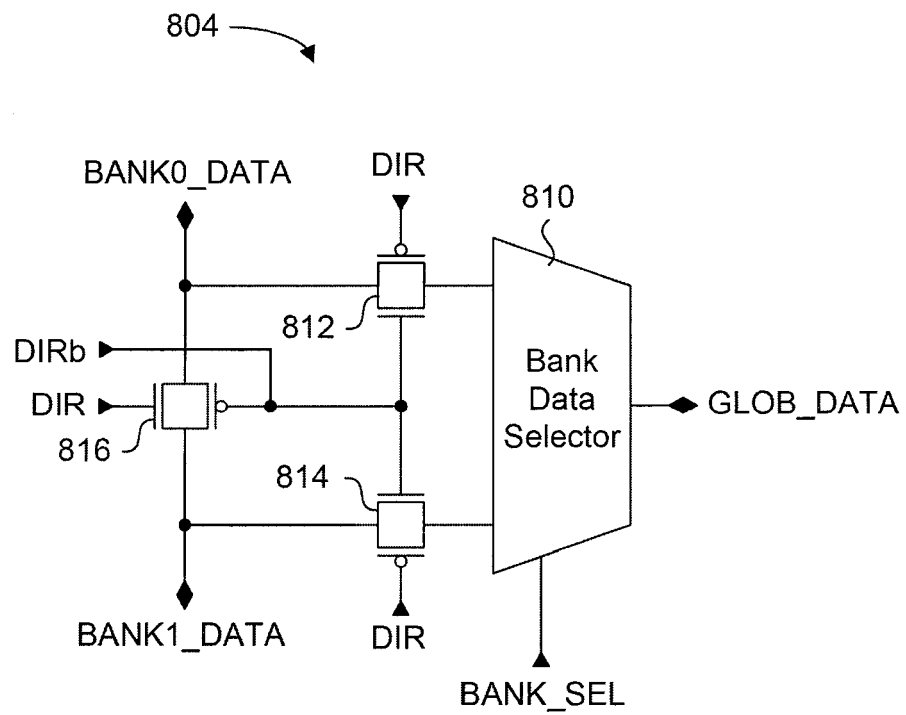 804
BANK0_DATA
DIR
810
812
DIRb
DIR
816
Bank
Data
Selector
GLOB_DATA
814
BANK1_DATA
DIR
BANK_SEL